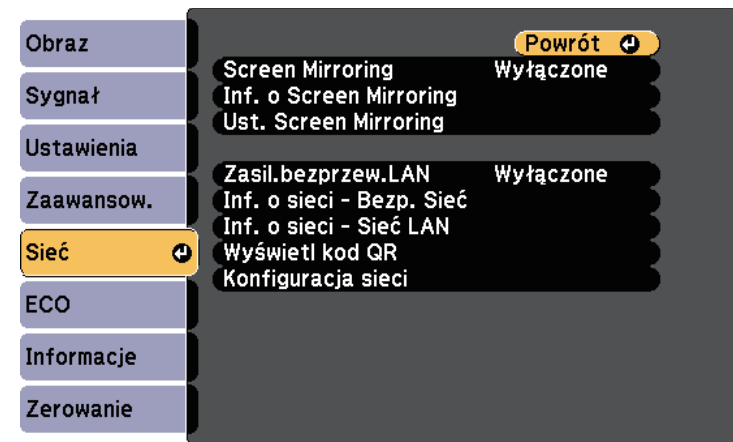 Obraz
Sygnał
Ustawienia
Zaawansow.
Sieć
ECO
Informacje
Zerowanie
Powrót
Screen Mirroring Wyłączone
Inf. o Screen Mirroring
Ust. Screen Mirroring
Zasil.bezprzew.LAN Wyłączone
Inf. o sieci - Bezp. Sieć
Inf. o sieci - Sieć LAN
Wyświetl kod QR
Konfiguracja sieci